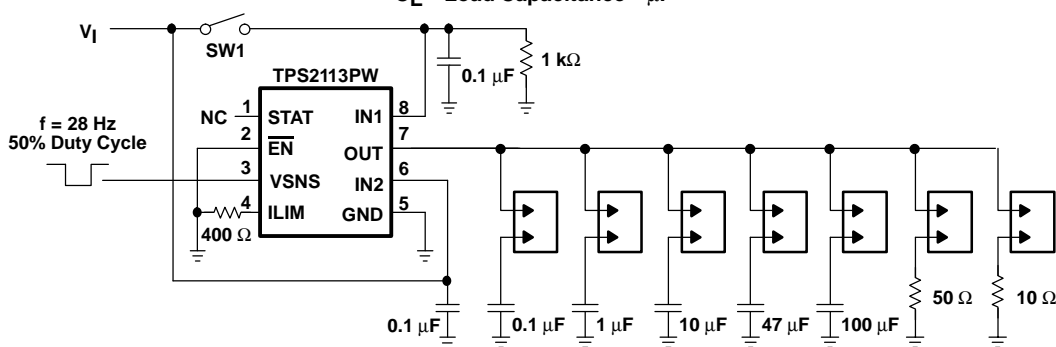 CL – Load Capacitance – μF
VI
SW1
0.1 μF
1 kΩ
TPS2113PW
f = 28 Hz
50% Duty Cycle
NC
1
STAT
IN1
8
2
EN
OUT
7
3
VSNS
IN2
6
4
ILIM
GND
5
400 Ω
0.1 μF
0.1 μF
1 μF
10 μF
47 μF
100 μF
50 Ω
10 Ω